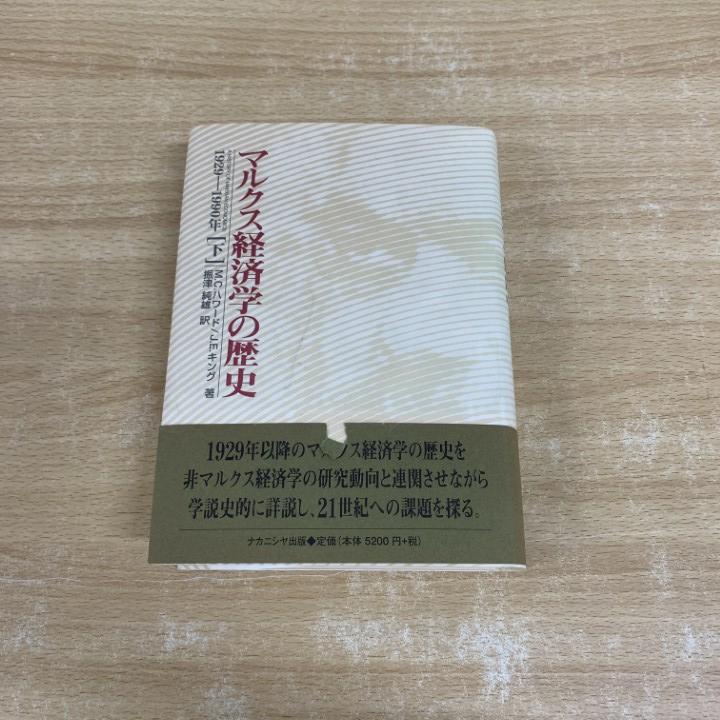 マルクス経済学の歴史
1929―1990年［下］
M.C.ハワード/J.E.キング 著
振津純雄 訳
1929年以降のマルクス経済学の歴史を
非マルクス経済学の研究動向と連関させながら
学説史的に詳説し、21世紀への課題を探る。
ナカニシヤ出版◆定価（本体 5200 円+税）